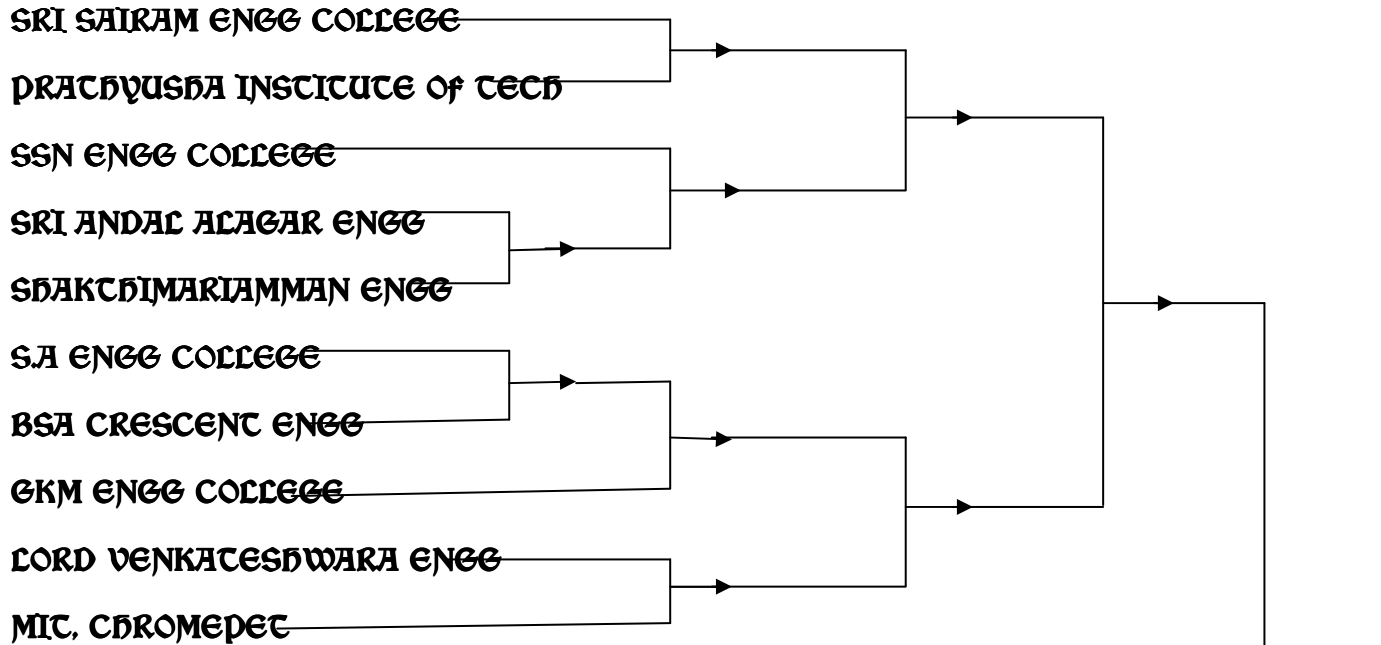 SRI SAIRAM ENGG COLLEGE
PRATHYUSHA INSTITUTE OF TECH
SSN ENGG COLLEGE
SRI ANDAL ALAGAR ENGG
SHAKTHIMARIAMMAN ENGG
S.A ENGG COLLEGE
BSA CRESCENT ENGG
GKM ENGG COLLEGE
LORD VENKATESHWARA ENGG
MIT, CHROMEPET